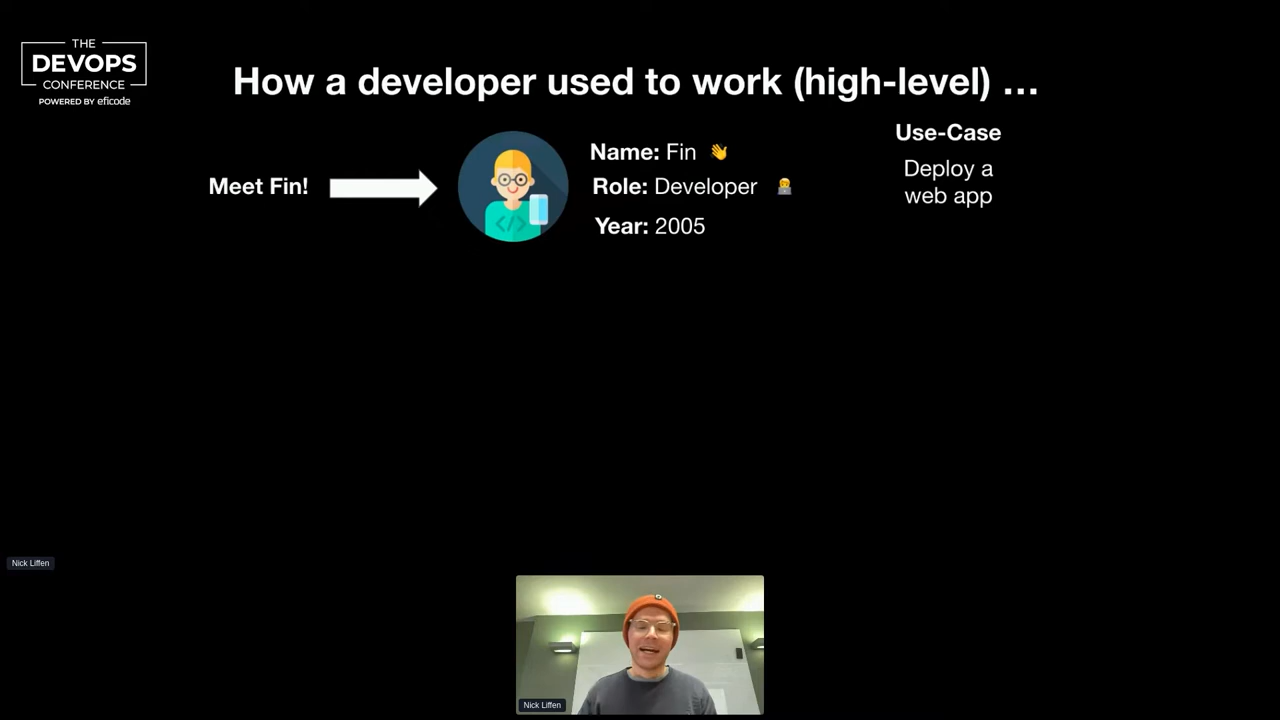 THE
DEVOPS
CONFERENCE
POWERED BY eficode
How a developer used to work (high-level) …
Meet Fin!
Name: Fin 👋
Role: Developer 🧑‍💻
Year: 2005
</>
Use-Case
Deploy a
web app
Nick Liffen
Nick Liffen